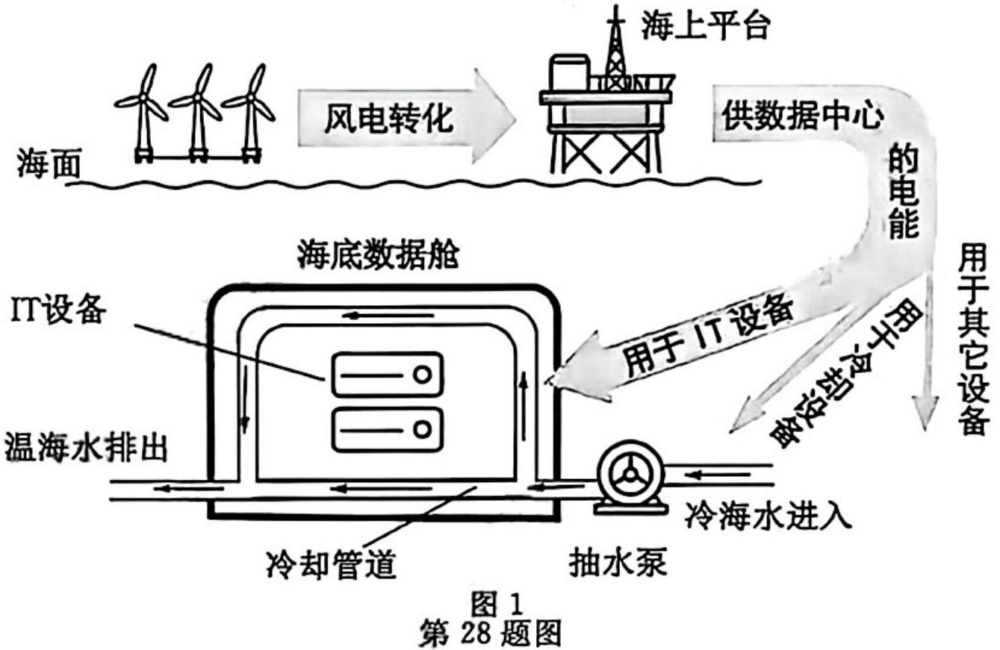 海上平台
风电转化
供数据中心
的电能
海面
海底数据舱
用于其它设备
IT设备
用于 IT 设备
用于冷却设备
温海水排出
冷海水进入
冷却管道
抽水泵
图 1
第 28 题图